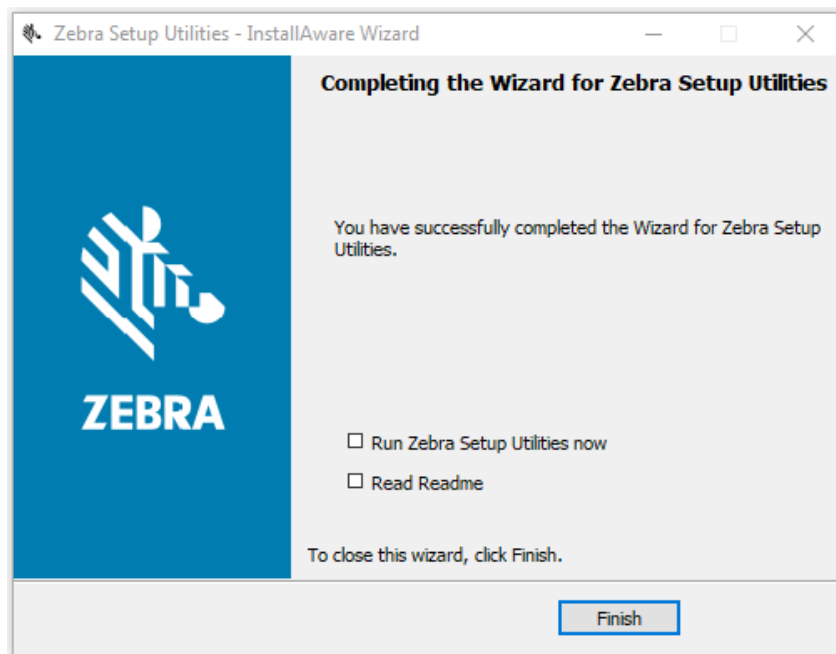 Zebra Setup Utilities - InstallAware Wizard
Completing the Wizard for Zebra Setup Utilities
You have successfully completed the Wizard for Zebra Setup
Utilities.
ZEBRA
Run Zebra Setup Utilities now
Read Readme
To close this wizard, click Finish.
Finish